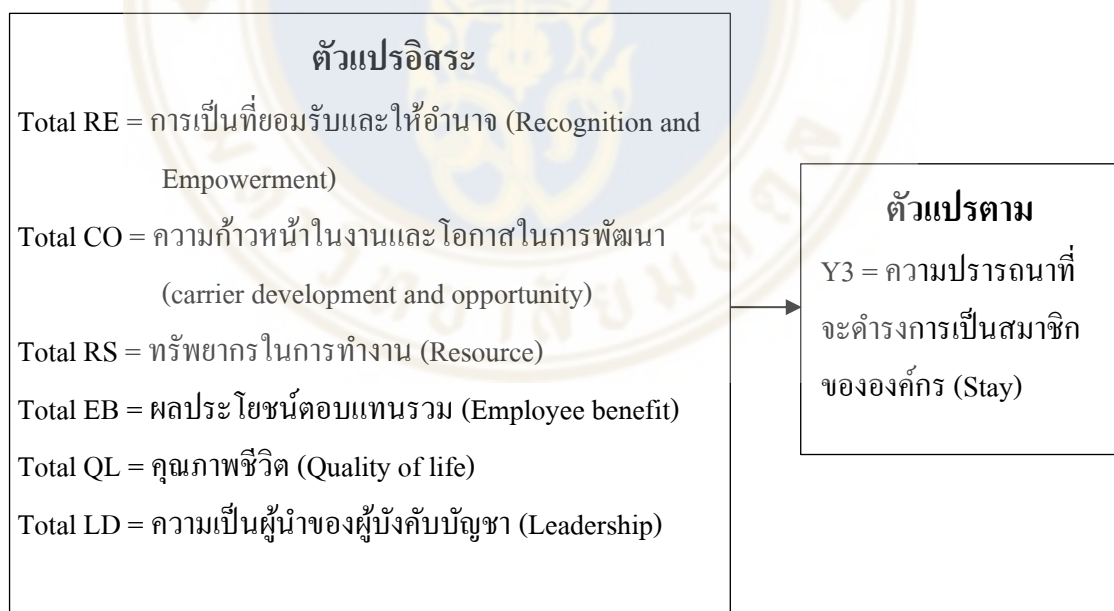 ตัวแปรอิสระ
Total RE = การเป็นที่ยอมรับและให้อำนาจ (Recognition and
Empowerment)
Total CO = ความก้าวหน้าในงานและโอกาสในการพัฒนา
(carrier development and opportunity)
Total RS = ทรัพยากรในการทำงาน (Resource)
Total EB = ผลประโยชน์ตอบแทนรวม (Employee benefit)
Total QL = คุณภาพชีวิต (Quality of life)
Total LD = ความเป็นผู้นำของผู้บังคับบัญชา (Leadership)
ตัวแปรตาม
Y3 = ความปรารถนาที่
จะดำรงการเป็นสมาชิก
ขององค์กร (Stay)